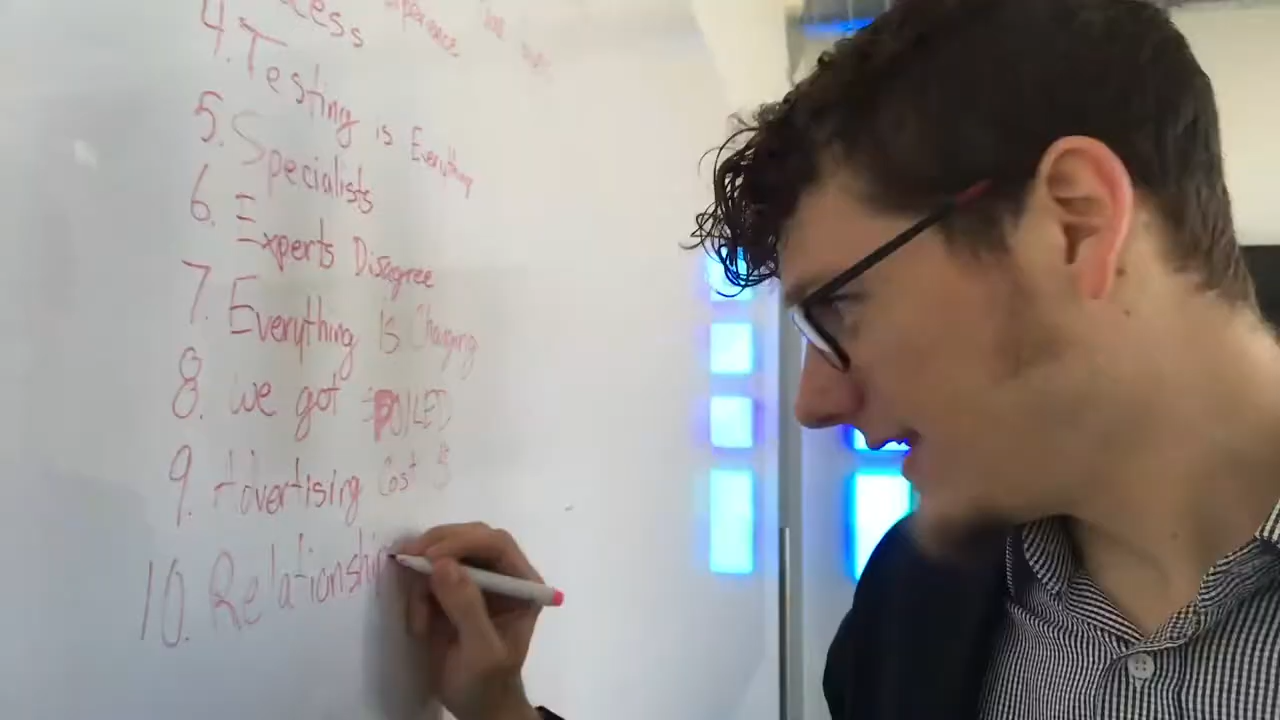 4. Testing is Everything
5. Specialists
6. Experts Disagree
7. Everything is Changing
8. we got
9. Advertising Cost $
10. Relationship